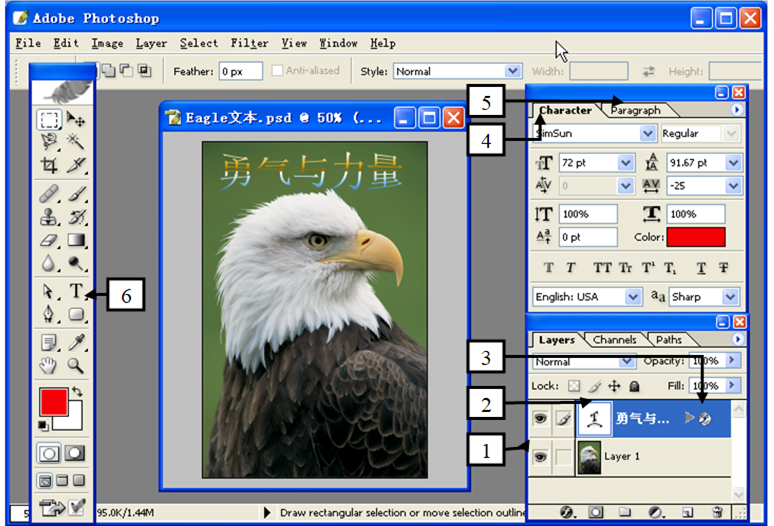 Adobe Photoshop
File Edit Image Layer Select Filter View Window Help
Feather: 0 px Anti-aliased Style: Normal Width: Height:
5
Character Paragraph
4
SimSun Regular
72 pt 91.67 pt
0 -25
100% 100%
0 pt Color:
T T TT Tr T¹ T₁ T T
English: USA aa Sharp
Eagle文本.psd @ 50% (...
勇气与力量
T
6
Layers Channels Paths
3
Normal Opacity: 100%
Lock: Fill: 100%
2
勇气与...
1
Layer 1
5 95.0K/1.44M Draw rectangular selection or move selection outline